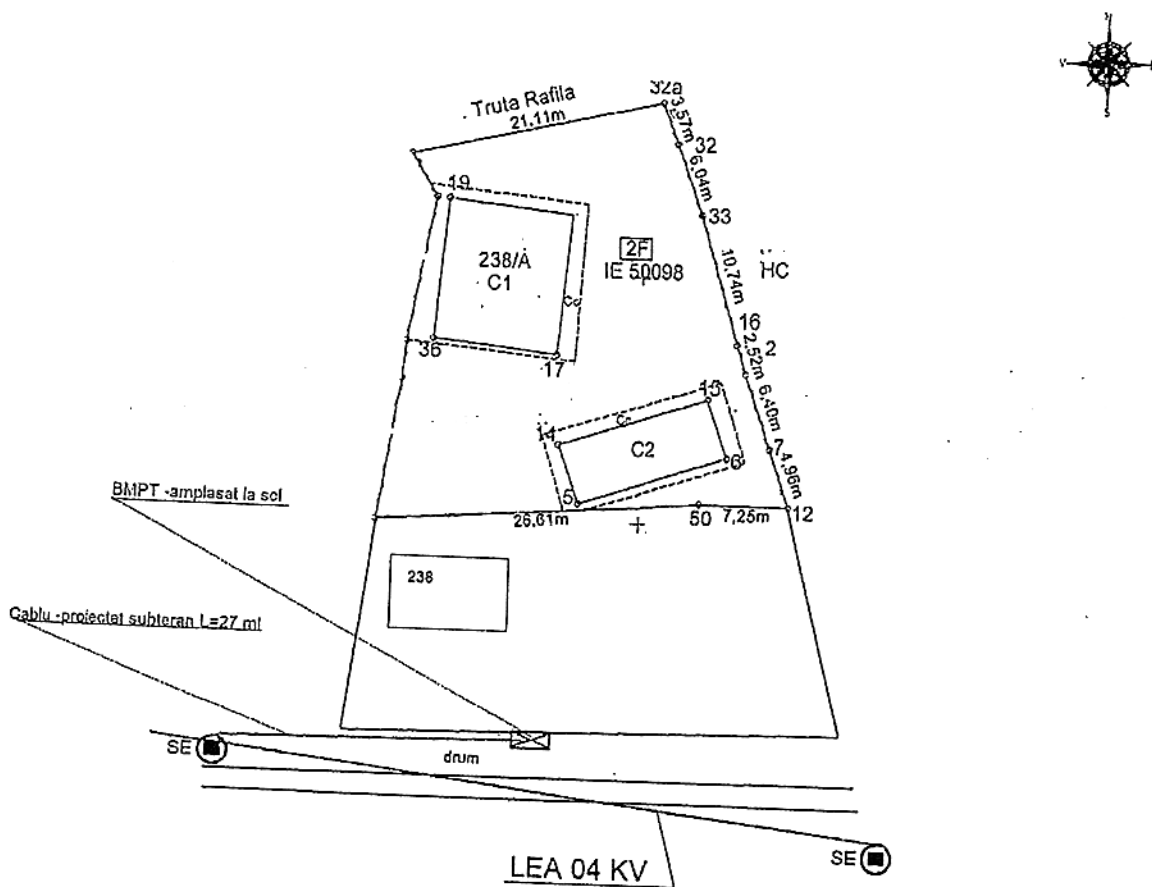 32a
Truta Rafila
21.11m
3,57m
32
6,04m
33
V
S
19
238/A
C1
2F
IE 50098
HC
10,74m
16
2
2,52m
36
17
6,40m
13
14
C2
6
7
4,96m
5
26.61m
50
7,25m
12
BMPT -amplasat la scl
238
Cablu -proiectat subteran L=27 ml
SE
drum
SE
LEA 04 KV